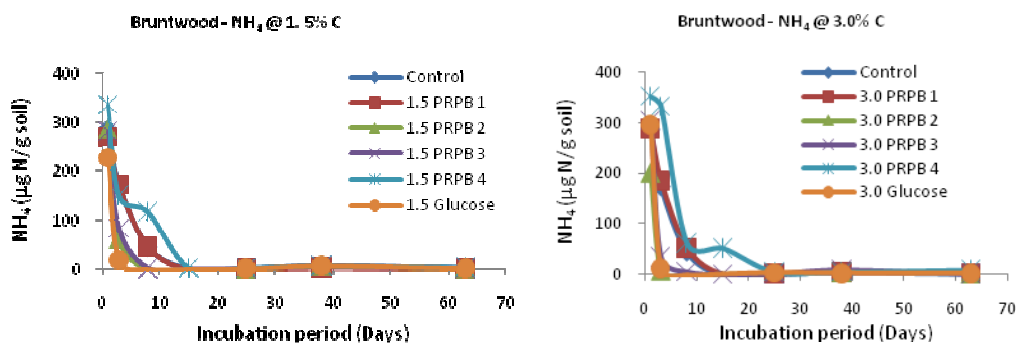 Bruntwood - NH4 @ 1. 5% C
NH4 (µg N/g soil)
400
300
200
100
0
0 10 20 30 40 50 60 70
Incubation period (Days)
Control
1.5 PRPB 1
1.5 PRPB 2
1.5 PRPB 3
1.5 PRPB 4
1.5 Glucose
Bruntwood - NH4 @ 3.0% C
NH4 (µg N/g soil)
400
300
200
100
0
0 10 20 30 40 50 60 70
Incubation period (Days)
Control
3.0 PRPB 1
3.0 PRPB 2
3.0 PRPB 3
3.0 PRPB 4
3.0 Glucose